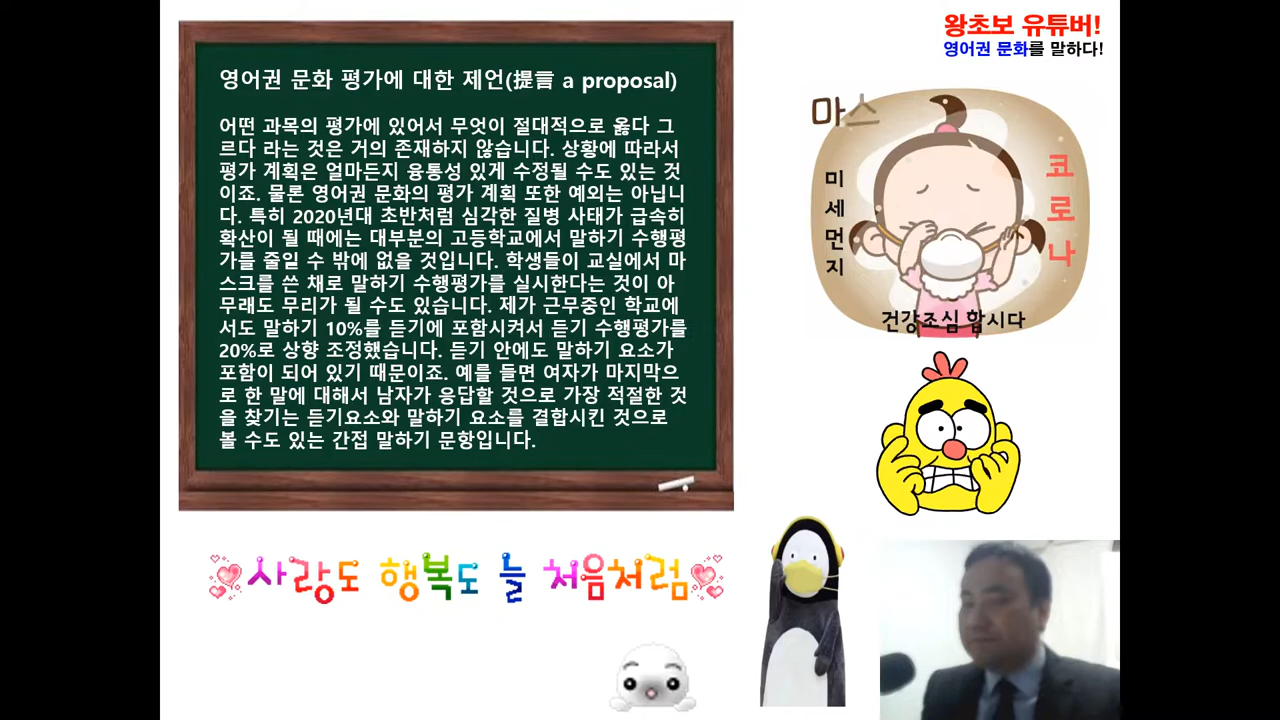 왕초보 유튜버!
영어권 문화를 말하다!
영어권 문화 평가에 대한 제언(提言 a proposal)
어떤 과목의 평가에 있어서 무엇이 절대적으로 옳다 그
르다 라는 것은 거의 존재하지 않습니다. 상황에 따라서
평가 계획은 얼마든지 융통성 있게 수정될 수도 있는 것
이죠. 물론 영어권 문화의 평가 계획 또한 예외는 아닙니
다. 특히 2020년대 초반처럼 심각한 질병 사태가 급속히
확산이 될 때에는 대부분의 고등학교에서 말하기 수행평
가를 줄일 수 밖에 없을 것입니다. 학생들이 교실에서 마
스크를 쓴 채로 말하기 수행평가를 실시한다는 것이 아
무래도 무리가 될 수도 있습니다. 제가 근무중인 학교에
서도 말하기 10%를 듣기에 포함시켜서 듣기 수행평가를
20%로 상향 조정했습니다. 듣기 안에도 말하기 요소가
포함이 되어 있기 때문이죠. 예를 들면 여자가 마지막으
로 한 말에 대해서 남자가 응답할 것으로 가장 적절한 것
을 찾기는 듣기요소와 말하기 요소를 결합시킨 것으로
볼 수도 있는 간접 말하기 문항입니다.
마스
미세먼지
코로나
건강조심 합시다
사랑도 행복도 늘 처음처럼